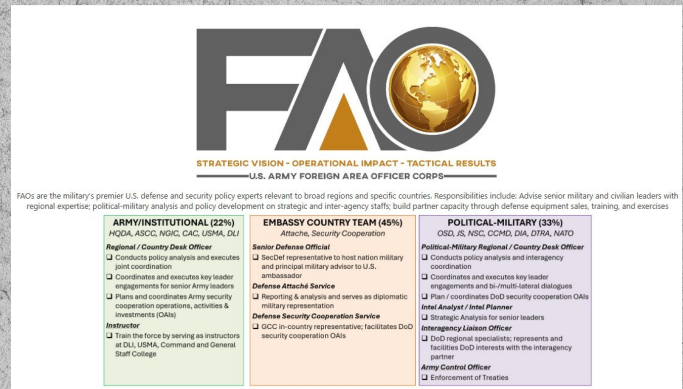 FAO
STRATEGIC VISION - OPERATIONAL IMPACT - TACTICAL RESULTS
U.S. ARMY FOREIGN AREA OFFICER CORPS
FAOs are the military's premier U.S. defense and security policy experts relevant to broad regions and specific countries. Responsibilities include: Advise senior military and civilian leaders with
regional expertise; political-military analysis and policy development on strategic and inter-agency staffs; build partner capacity through defense equipment sales, training, and exercises
ARMY/INSTITUTIONAL (22%)
HQDA, ASCC, NGIC, CAC, USMA, DLI
Regional / Country Desk Officer
❑ Conducts policy analysis and executes
joint coordination
❑ Coordinates and executes key leader
engagements for senior Army leaders
❑ Plans and coordinates Army security
cooperation operations, activities &
investments (OAIs)
Instructor
❑ Train the force by serving as instructors
at DLI, USMA, Command and General
Staff College
EMBASSY COUNTRY TEAM (45%)
Attache, Security Cooperation
Senior Defense Official
❑ SecDef representative to host nation military
and principal military advisor to U.S.
ambassador
Defense Attaché Service
❑ Reporting & analysis and serves as diplomatic
military representation
Defense Security Cooperation Service
❑ GCC in-country representative; facilitates DoD
security cooperation OAIs
POLITICAL-MILITARY (33%)
OSD, JS, NSC, CCMD, DIA, DTRA, NATO
Political-Military Regional / Country Desk Officer
❑ Conducts policy analysis and interagency
coordination
❑ Coordinates and executes key leader
engagements and bi-/multi-lateral dialogues
❑ Plan / coordinates DoD security cooperation OAIs
Intel Analyst / Intel Planner
❑ Strategic Analysis for senior leaders
Interagency Liaison Officer
❑ DoD regional specialists; represents and
facilities DoD interests with the interagency
partner
Army Control Officer
❑ Enforcement of Treaties